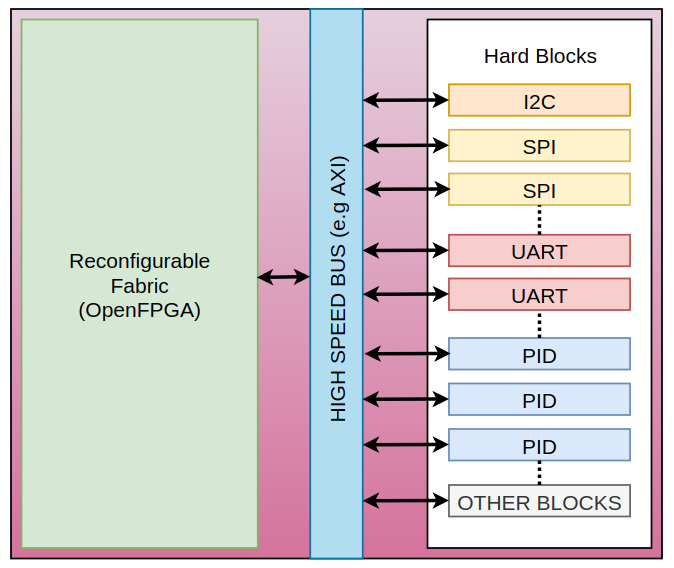 Reconfigurable
Fabric
(OpenFPGA)
HIGH SPEED BUS (e.g AXI)
Hard Blocks
I2C
SPI
SPI
UART
UART
PID
PID
PID
OTHER BLOCKS